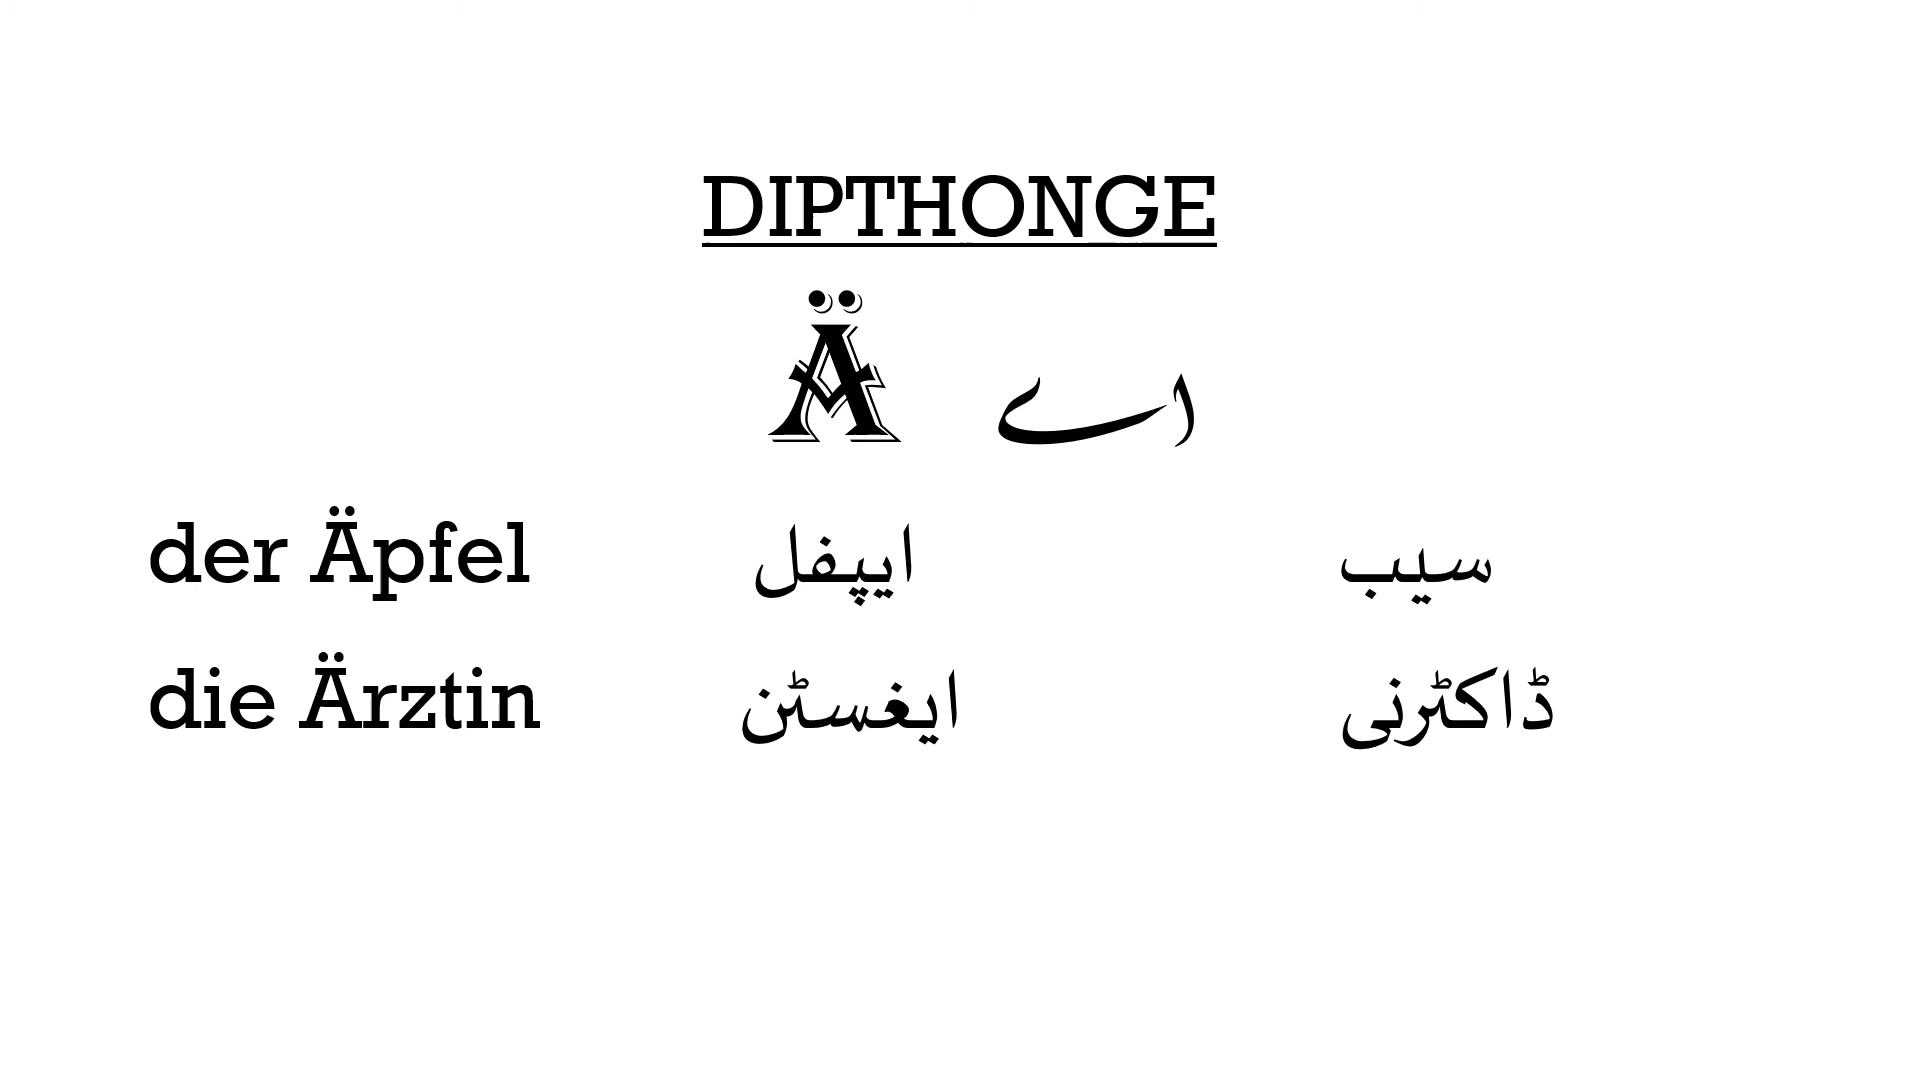 DIPTHONGE
Ä اے
der Äpfel ایپفل سیب
die Ärztin ایغسٹن ڈاکٹرنی